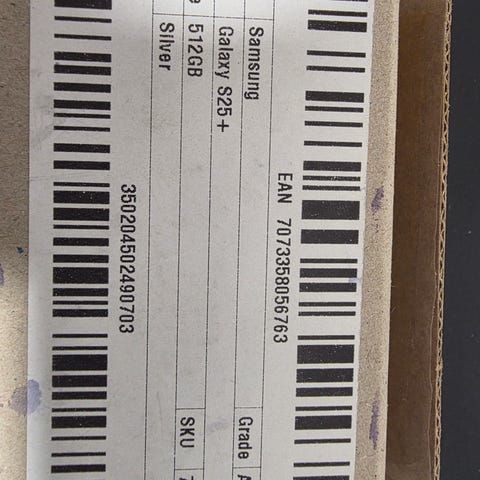 EAN 7073358056763
Samsung
Grade A
Galaxy S25+
512GB
SKU
Silver
350204502490703